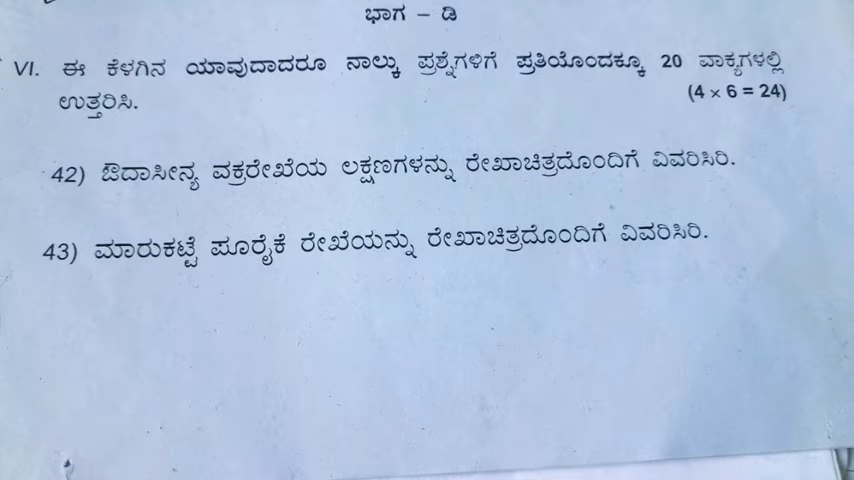 ಭಾಗ – ಡಿ
VI. ಈ ಕೆಳಗಿನ ಯಾವುದಾದರೂ ನಾಲ್ಕು ಪ್ರಶ್ನೆಗಳಿಗೆ ಪ್ರತಿಯೊಂದಕ್ಕೂ 20 ವಾಕ್ಯಗಳಲ್ಲಿ
ಉತ್ತರಿಸಿ. (4 × 6 = 24)
42) ಔದಾಸೀನ್ಯ ವಕ್ರರೇಖೆಯ ಲಕ್ಷಣಗಳನ್ನು ರೇಖಾಚಿತ್ರದೊಂದಿಗೆ ವಿವರಿಸಿರಿ.
43) ಮಾರುಕಟ್ಟೆ ಪೂರೈಕೆ ರೇಖೆಯನ್ನು ರೇಖಾಚಿತ್ರದೊಂದಿಗೆ ವಿವರಿಸಿರಿ.